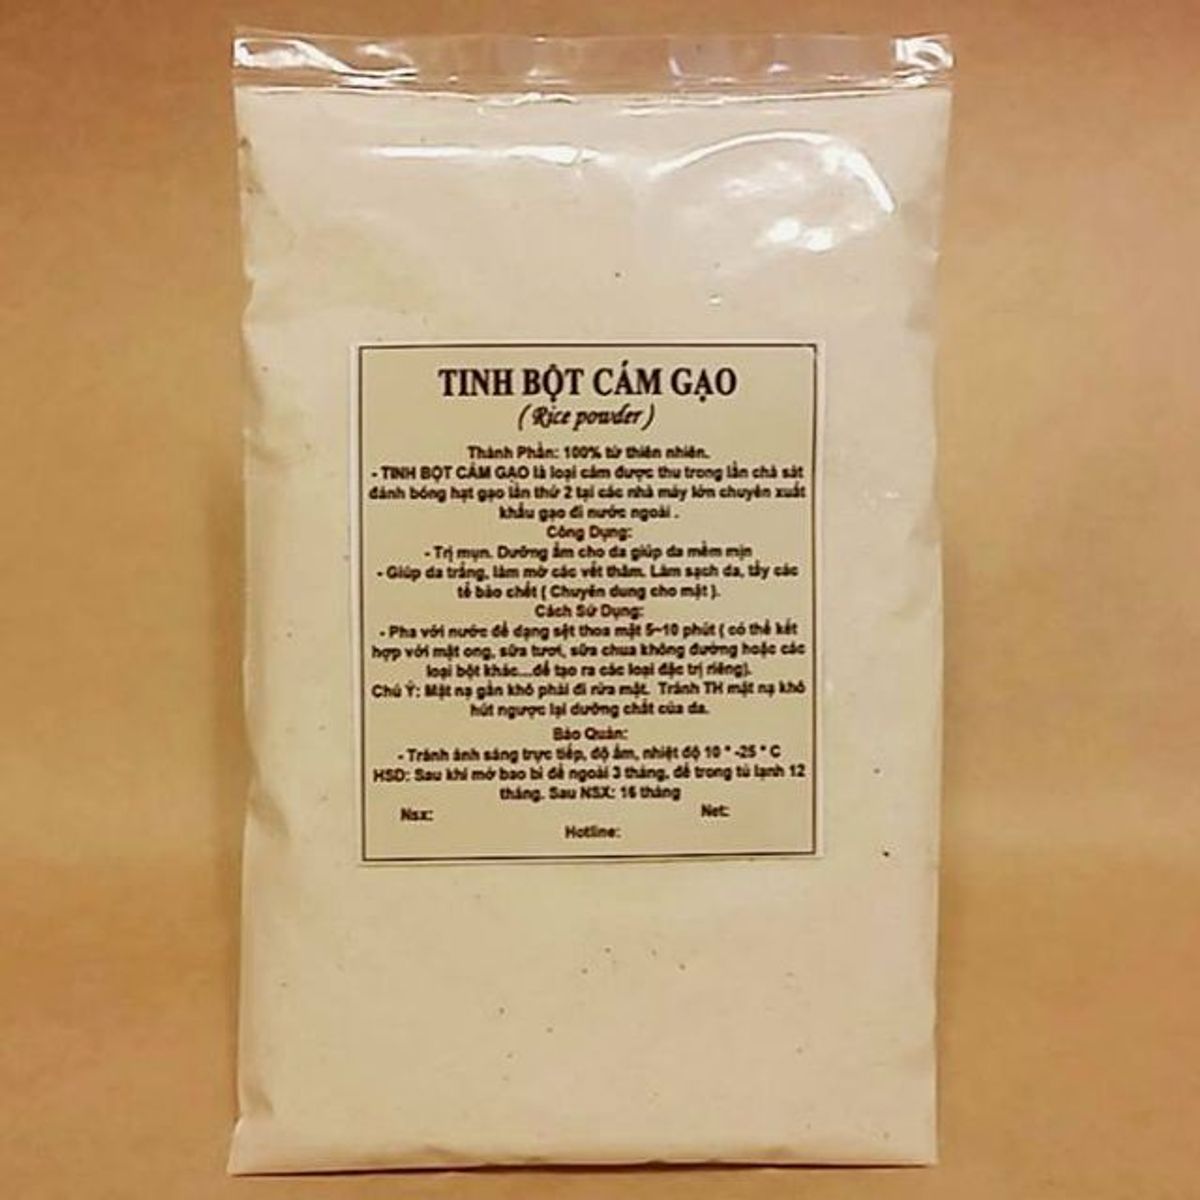 TINH BỘT CÁM GẠO
( Rice powder )
Thành Phần: 100% từ thiên nhiên.
- TINH BỘT CÁM GẠO là loại cám được thu trong lần chà sát
đánh bóng hạt gạo lần thứ 2 tại các nhà máy lớn chuyên xuất
khẩu gạo đi nước ngoài .
Công Dụng:
- Trị mụn. Dưỡng ẩm cho da giúp da mềm mịn
- Giúp da trắng, làm mờ các vết thâm. Làm sạch da, tẩy các
tế bào chết ( Chuyên dung cho mặt ).
Cách Sử Dụng:
- Pha với nước để dạng sệt thoa mặt 5-10 phút ( có thể kết
hợp với mật ong, sữa tươi, sữa chua không đường hoặc các
loại bột khác....để tạo ra các loại đặc trị riêng).
Chú Ý: Mặt nạ gần khô phải đi rửa mặt. Tránh TH mặt nạ khô
hút ngược lại dưỡng chất của da.
Bảo Quản:
- Tránh ánh sáng trực tiếp, độ ẩm, nhiệt độ 10 ° -25 ° C
HSD: Sau khi mở bao bì để ngoài 3 tháng, để trong tủ lạnh 12
tháng. Sau NSX: 16 tháng
Nsx: Net:
Hotline: